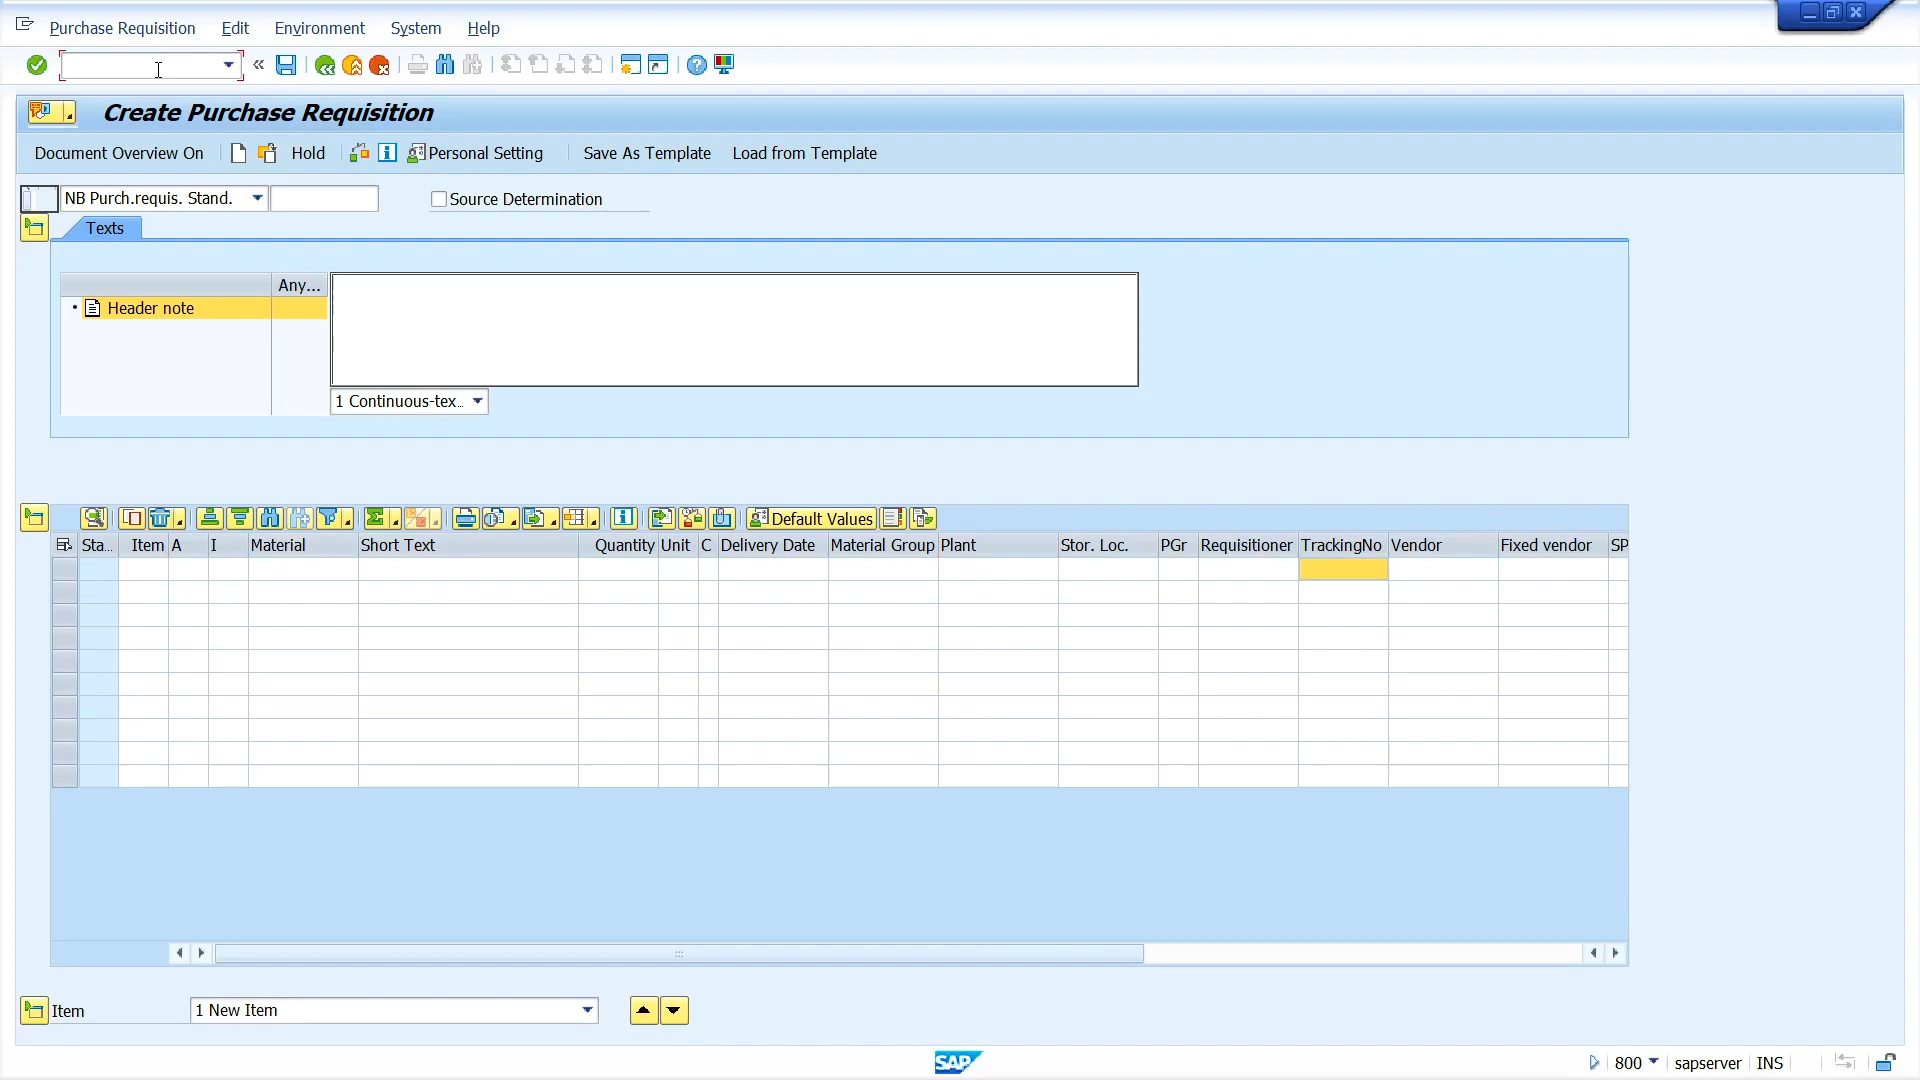 Purchase Requisition Edit Environment System Help
Create Purchase Requisition
Document Overview On Hold Personal Setting Save As Template Load from Template
NB Purch.requis. Stand. Source Determination
Texts
Any...
Header note
1 Continuous-tex..
Default Values
Sta.. Item A I Material Short Text Quantity Unit C Delivery Date Material Group Plant Stor. Loc. PGr Requisitioner TrackingNo Vendor Fixed vendor SP
Item 1 New Item
SAP 800 sapserver INS